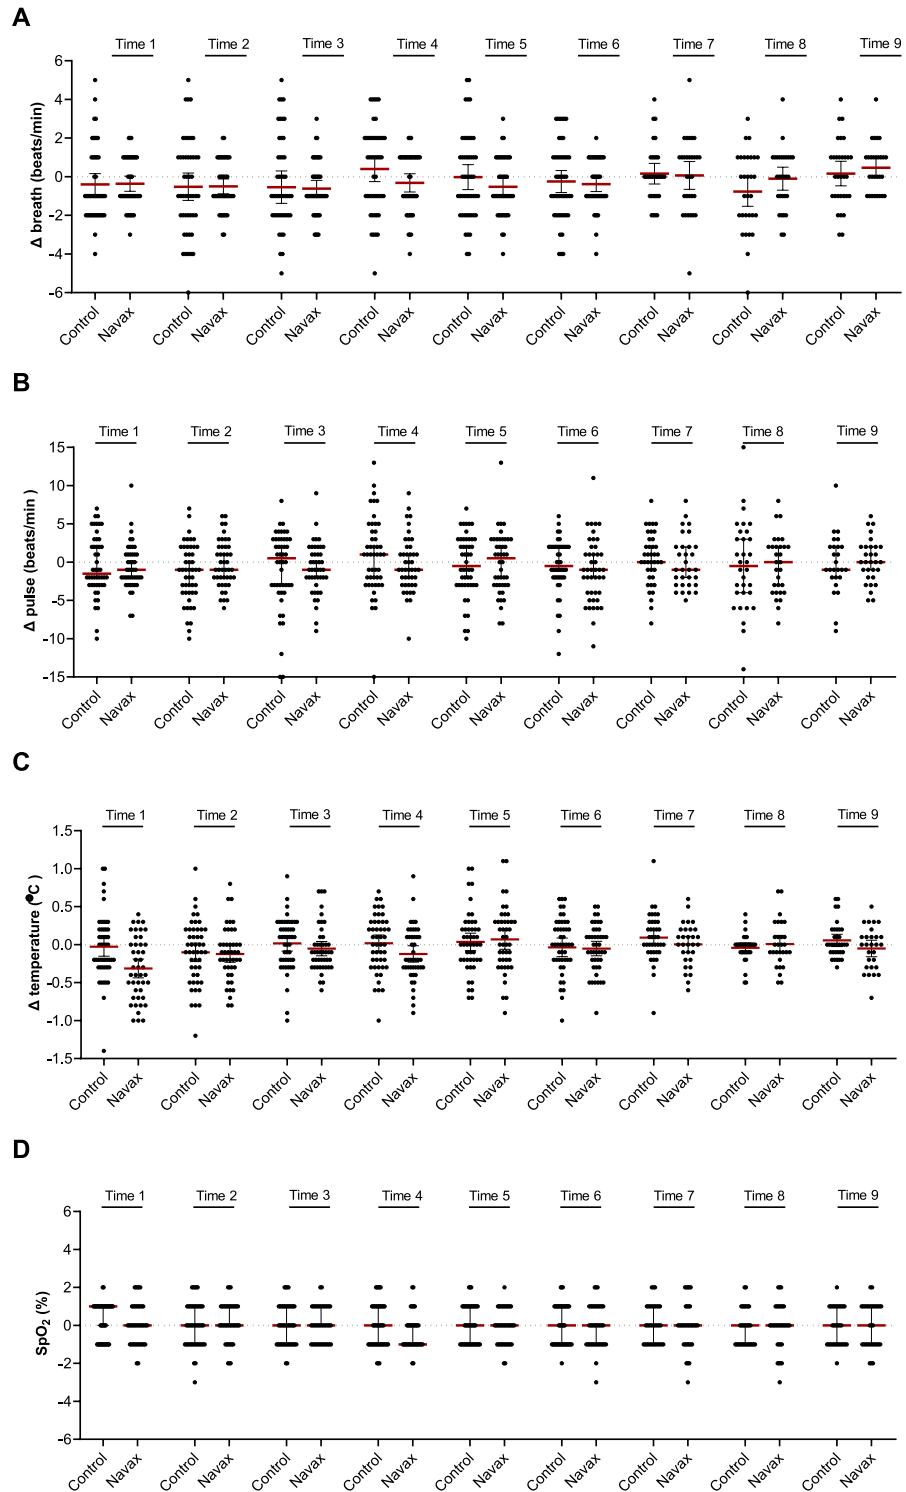 A
Time 1 Time 2 Time 3 Time 4 Time 5 Time 6 Time 7 Time 8 Time 9
Δ breath (beats/min)
6
4
2
0
-2
-4
-6
Control Navax Control Navax Control Navax Control Navax Control Navax Control Navax Control Navax Control Navax Control Navax
B
Time 1 Time 2 Time 3 Time 4 Time 5 Time 6 Time 7 Time 8 Time 9
Δ pulse (beats/min )
15
10
5
0
-5
-10
-15
Control Navax Control Navax Control Navax Control Navax Control Navax Control Navax Control Navax Control Navax Control Navax
C
Time 1 Time 2 Time 3 Time 4 Time 5 Time 6 Time 7 Time 8 Time 9
Δ temperature (°C )
1.5
1.0
0.5
0.0
-0.5
-1.0
-1.5
Control Navax Control Navax Control Navax Control Navax Control Navax Control Navax Control Navax Control Navax Control Navax
D
Time 1 Time 2 Time 3 Time 4 Time 5 Time 6 Time 7 Time 8 Time 9
SpO₂ (%)
6
4
2
0
-2
-4
-6
Control Navax Control Navax Control Navax Control Navax Control Navax Control Navax Control Navax Control Navax Control Navax